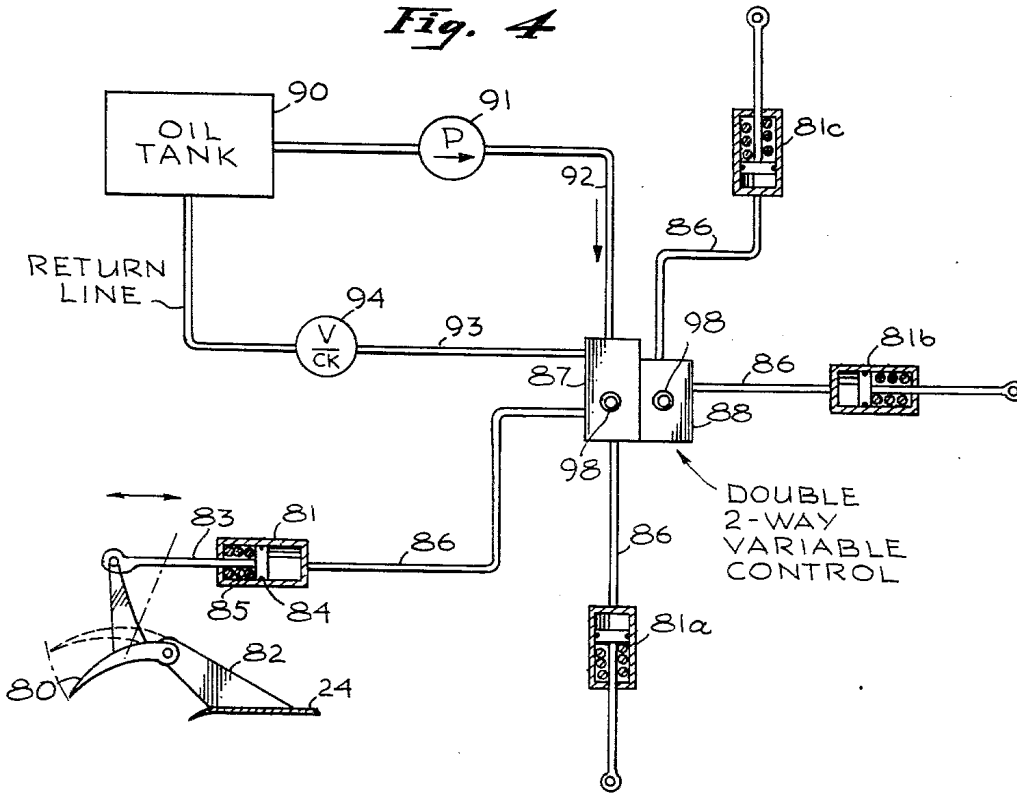 Fig. 4
90
OIL
TANK
91
P
92
81c
86
RETURN
LINE
94
V
CK
93
98
81b
87
86
88
98
DOUBLE
2-WAY
VARIABLE
CONTROL
83
81
86
86
85
84
81a
82
80
24